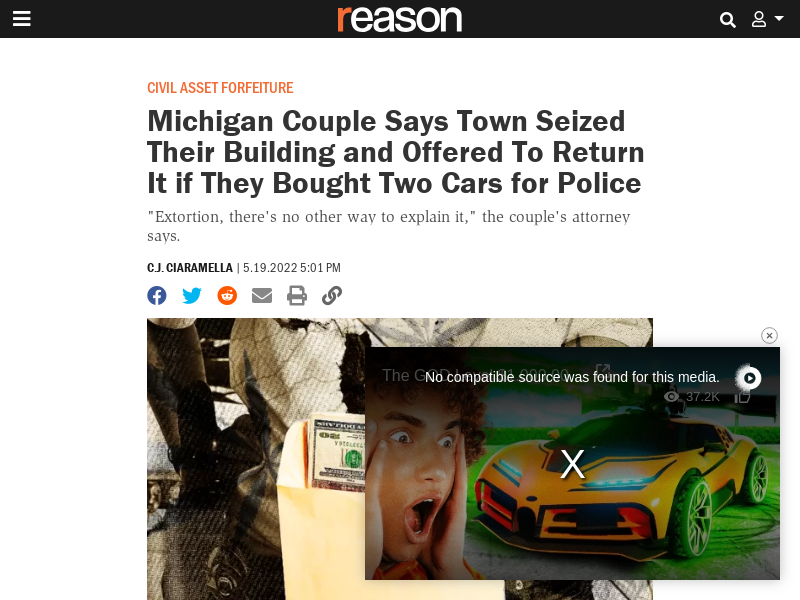 reason
CIVIL ASSET FORFEITURE
Michigan Couple Says Town Seized
Their Building and Offered To Return
It if They Bought Two Cars for Police
"Extortion, there's no other way to explain it," the couple's attorney
says.
C.J. CIARAMELLA | 5.19.2022 5:01 PM
No compatible source was found for this media.
37.2K
X